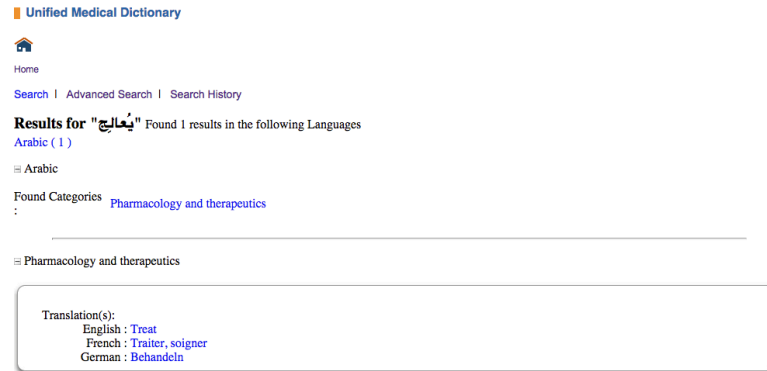 Unified Medical Dictionary
Home
Search | Advanced Search | Search History
Results for "يُعالِج" Found 1 results in the following Languages
Arabic ( 1 )
Arabic
Found Categories : Pharmacology and therapeutics
Pharmacology and therapeutics
Translation(s):
English : Treat
French : Traiter, soigner
German : Behandeln